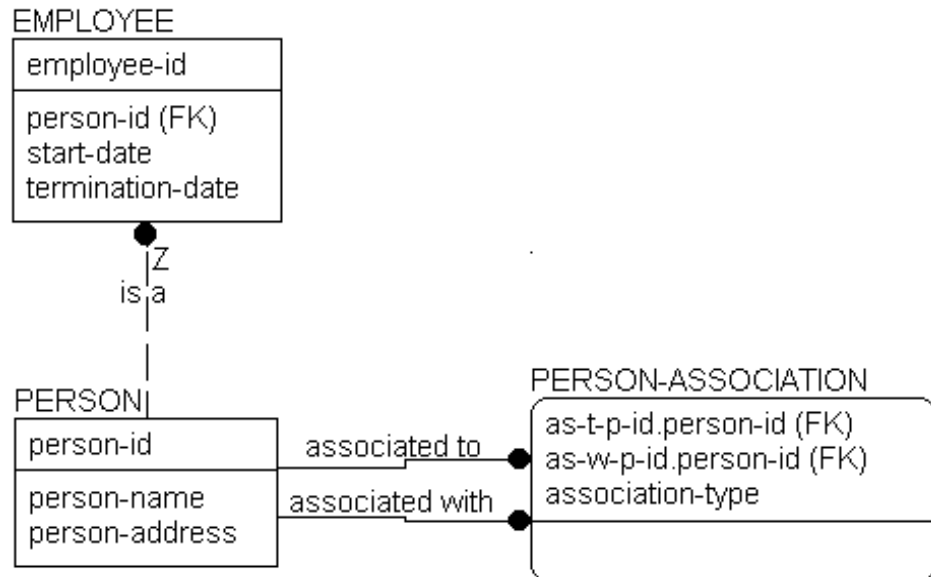 EMPLOYEE
employee-id
person-id (FK)
start-date
termination-date
Z
is a
PERSON
person-id
person-name
person-address
associated to
associated with
PERSON-ASSOCIATION
as-t-p-id.person-id (FK)
as-w-p-id.person-id (FK)
association-type